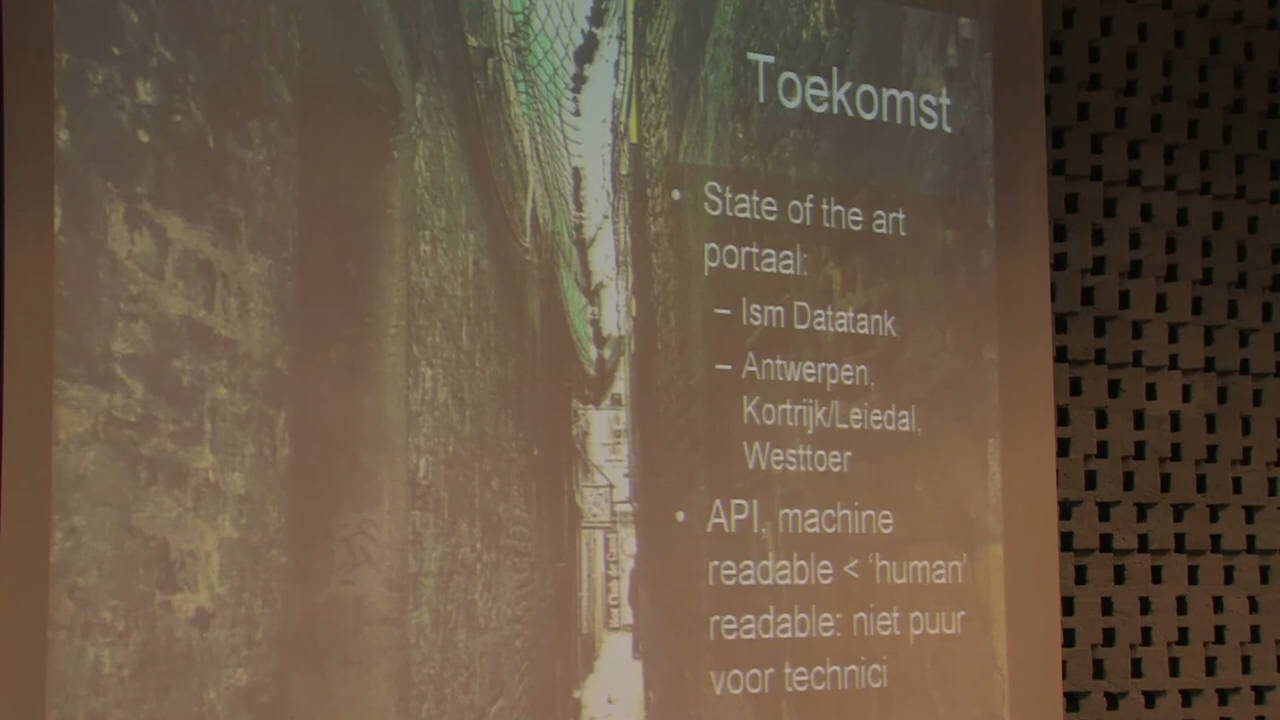 Toekomst
• State of the art
portaal:
– Ism Datatank
– Antwerpen,
Kortrijk/Leiedal,
Westtoer
• API, machine
readable < ‘human’
readable: niet puur
voor technici